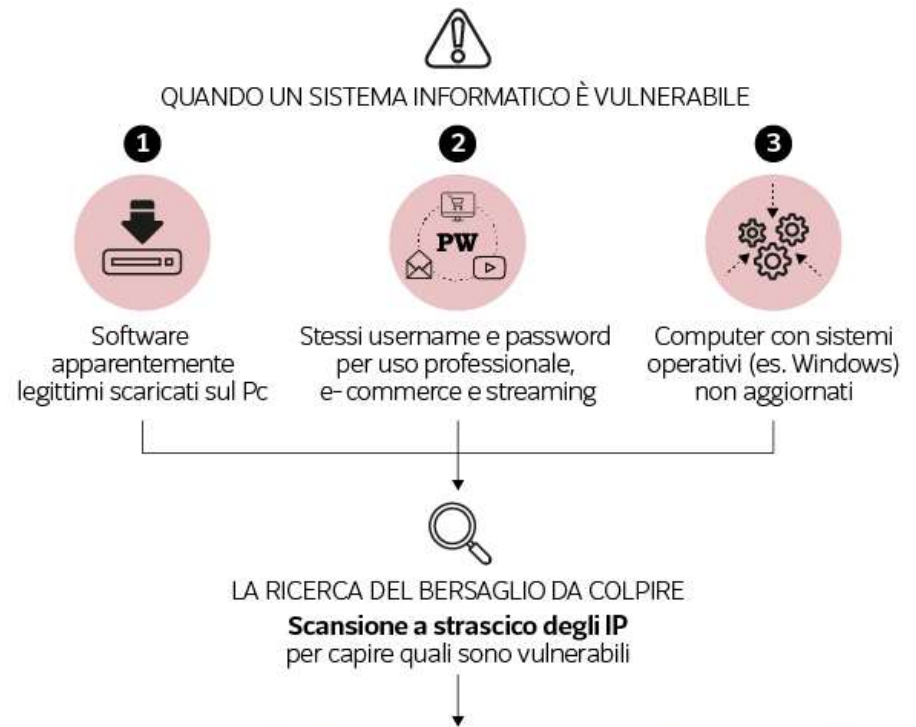 QUANDO UN SISTEMA INFORMATICO È VULNERABILE
1
2
3
PW
Software
apparentemente
legittimi scaricati sul Pc
Stessi username e password
per uso professionale,
e-commerce e streaming
Computer con sistemi
operativi (es. Windows)
non aggiornati
LA RICERCA DEL BERSAGLIO DA COLPIRE
Scansione a strascico degli IP
per capire quali sono vulnerabili